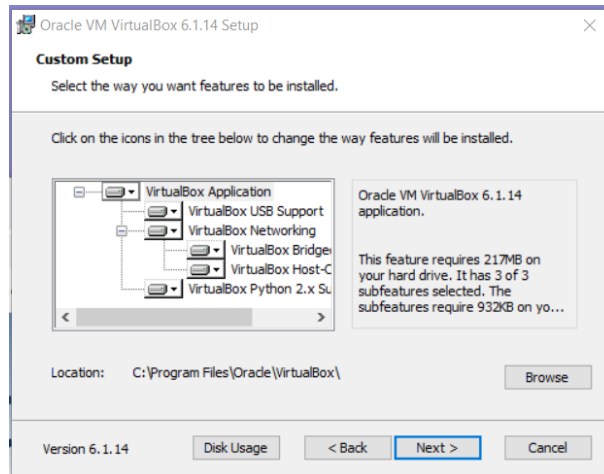 Oracle VM VirtualBox 6.1.14 Setup
Custom Setup
Select the way you want features to be installed.
Click on the icons in the tree below to change the way features will be installed.
VirtualBox Application
VirtualBox USB Support
VirtualBox Networking
VirtualBox Bridge
VirtualBox Host-C
VirtualBox Python 2.x Su
Oracle VM VirtualBox 6.1.14
application.
This feature requires 217MB on
your hard drive. It has 3 of 3
subfeatures selected. The
subfeatures require 932KB on yo...
Location: C:\Program Files\Oracle\VirtualBox\
Browse
Version 6.1.14
Disk Usage
< Back
Next >
Cancel